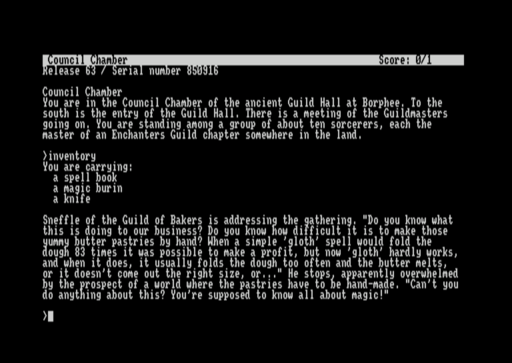 Council Chamber Score: 0/1
Release 63 / Serial number 850916
Council Chamber
You are in the Council Chamber of the ancient Guild Hall at Borphee. To the
south is the entry of the Guild Hall. There is a meeting of the Guildmasters
going on. You are standing among a group of about ten sorcerers, each the
master of an Enchanters Guild chapter somewhere in the land.
>inventory
You are carrying:
a spell book
a magic burin
a knife
Sneffle of the Guild of Bakers is addressing the gathering. "Do you know what
this is doing to our business? Do you know how difficult it is to make those
yummy butter pastries by hand? When a simple 'gloth' spell would fold the
dough 83 times it was possible to make a profit, but now 'gloth' hardly works,
and when it does, it usually folds the dough too often and the butter melts,
or it doesn't come out the right size, or..." He stops, apparently overwhelmed
by the prospect of a world where the pastries have to be hand-made. "Can't you
do anything about this? You're supposed to know all about magic!"
>